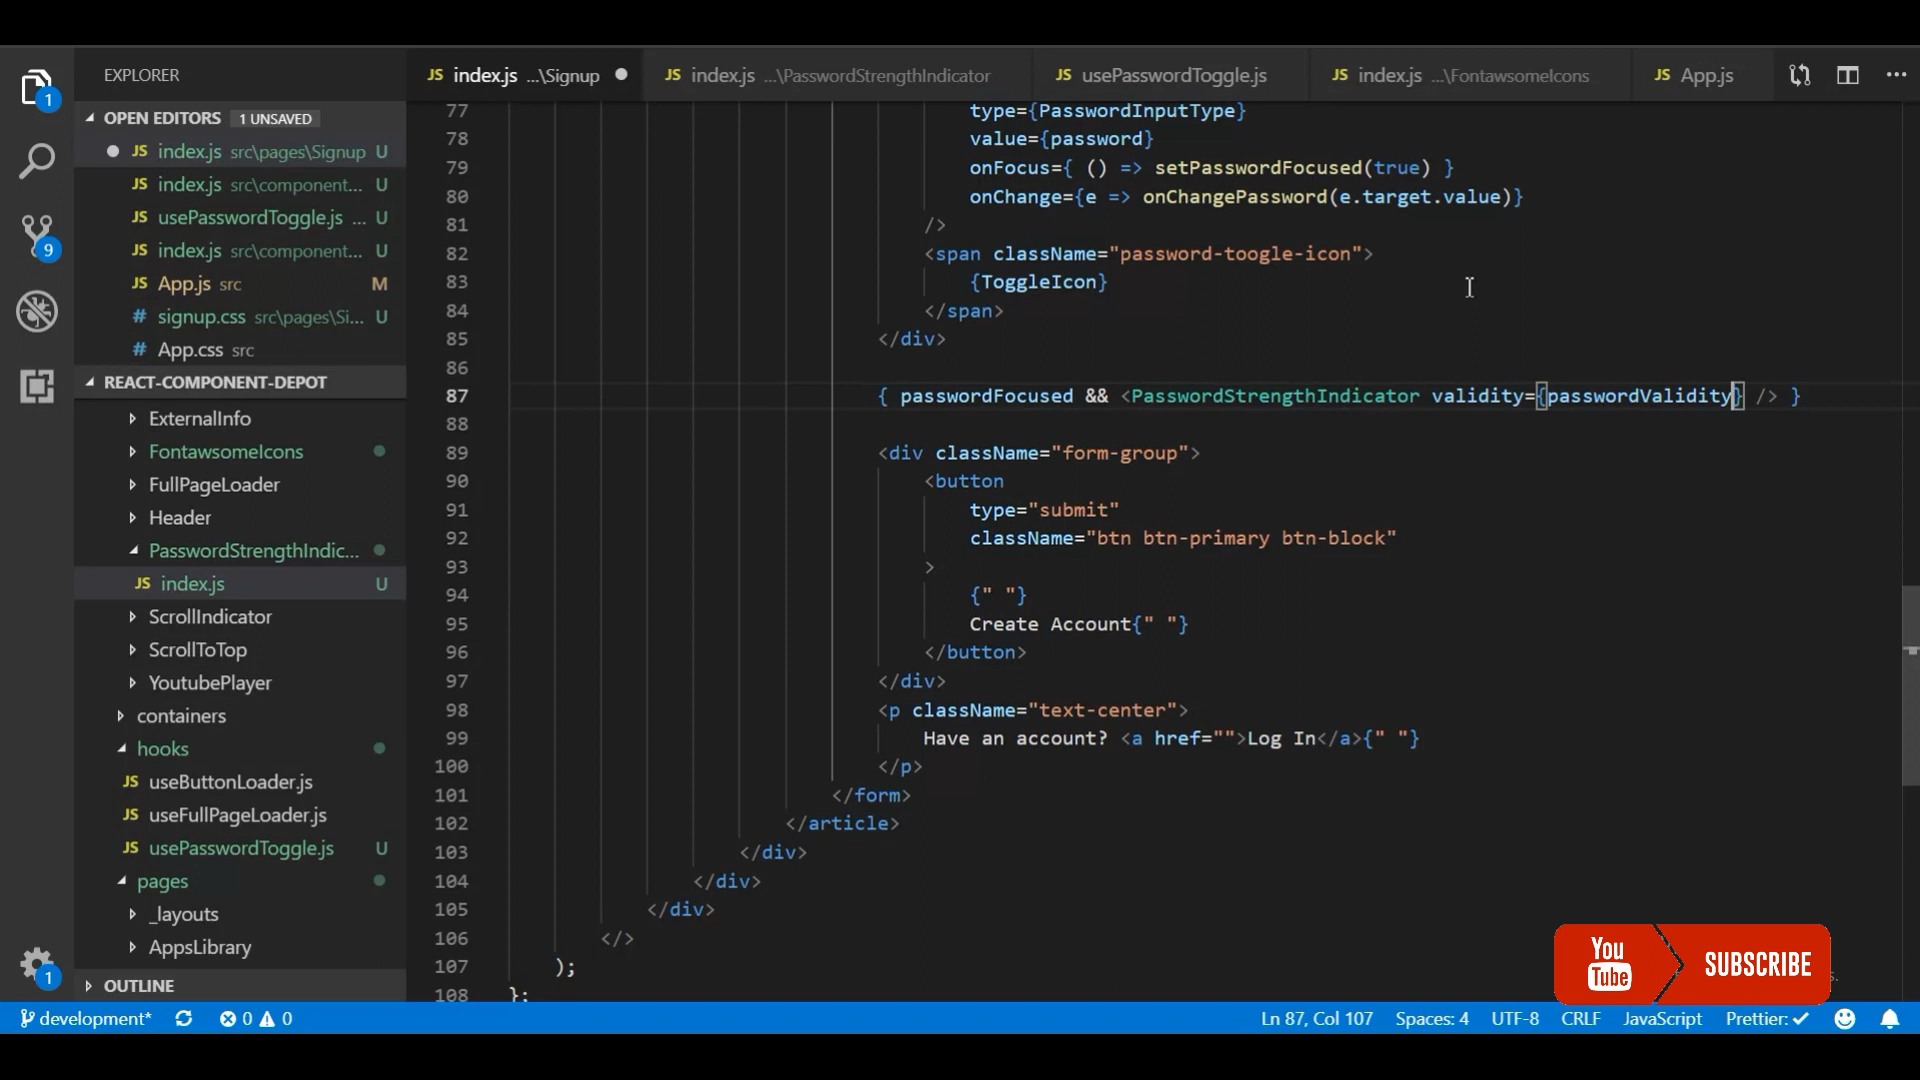 EXPLORER
OPEN EDITORS 1 UNSAVED
JS index.js src\pages\Signup U
JS index.js src\component... U
JS usePasswordToggle.js ... U
JS index.js src\component... U
JS App.js src M
# signup.css src\pages\Si... U
# App.css src
REACT-COMPONENT-DEPOT
ExternalInfo
FontawsomeIcons
FullPageLoader
Header
PasswordStrengthIndic...
JS index.js U
ScrollIndicator
ScrollToTop
YoutubePlayer
containers
hooks
JS useButtonLoader.js
JS useFullPageLoader.js
JS usePasswordToggle.js U
pages
_layouts
AppsLibrary
OUTLINE
1
9
1
JS index.js ...\Signup
JS index.js ...\PasswordStrengthIndicator
JS usePasswordToggle.js
JS index.js ...\FontawsomeIcons
JS App.js
77 type={PasswordInputType}
78 value={password}
79 onFocus={ () => setPasswordFocused(true) }
80 onChange={e => onChangePassword(e.target.value)}
81 />
82 <span className="password-toogle-icon">
83 {ToggleIcon}
84 </span>
85 </div>
86
87 { passwordFocused && <PasswordStrengthIndicator validity={passwordValidity} /> }
88
89 <div className="form-group">
90 <button
91 type="submit"
92 className="btn btn-primary btn-block"
93 >
94 {" "}
95 Create Account{" "}
96 </button>
97 </div>
98 <p className="text-center">
99 Have an account? <a href="">Log In</a>{" "}
100 </p>
101 </form>
102 </article>
103 </div>
104 </div>
105 </div>
106 </>
107 );
108 };
You
Tube
SUBSCRIBE
development* 0 0
Ln 87, Col 107 Spaces: 4 UTF-8 CRLF JavaScript Prettier: ✓